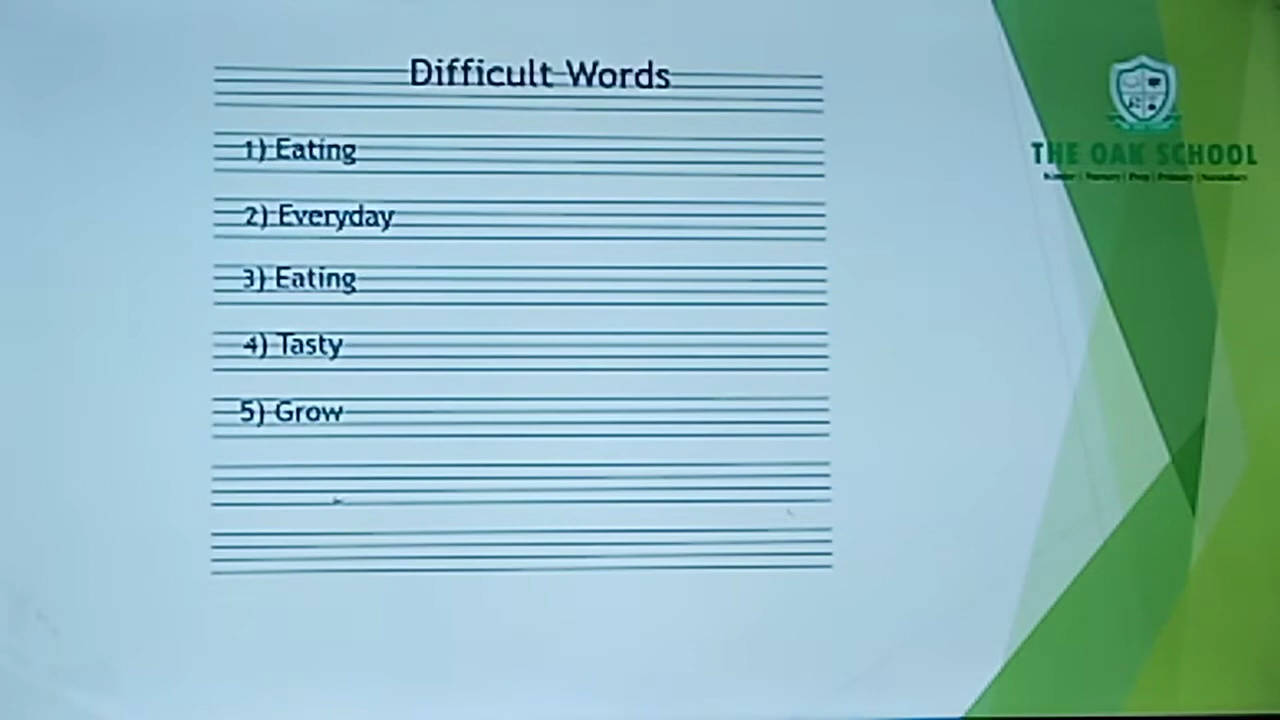 Difficult Words
1) Eating
2) Everyday
3) Eating
4) Tasty
5) Grow
THE OAK SCHOOL